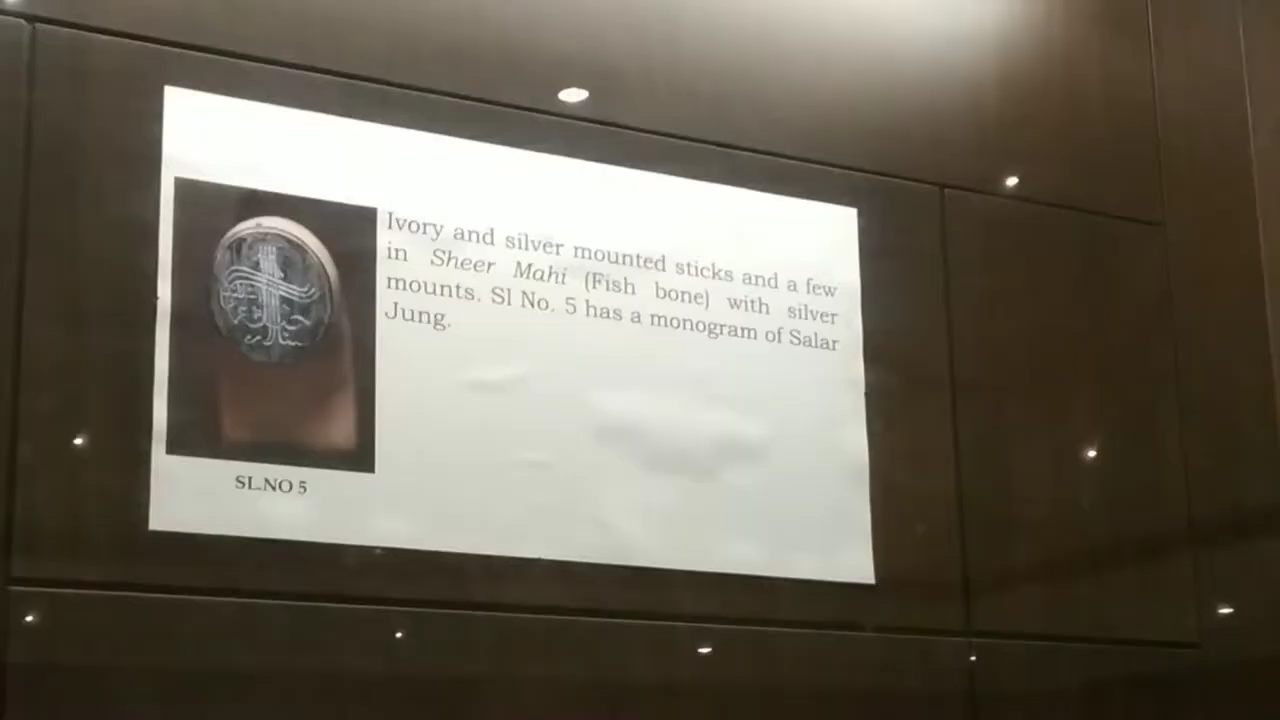 Ivory and silver mounted sticks and a few
in Sheer Mahi (Fish bone) with silver
mounts. Sl No. 5 has a monogram of Salar
Jung.
SL.NO 5